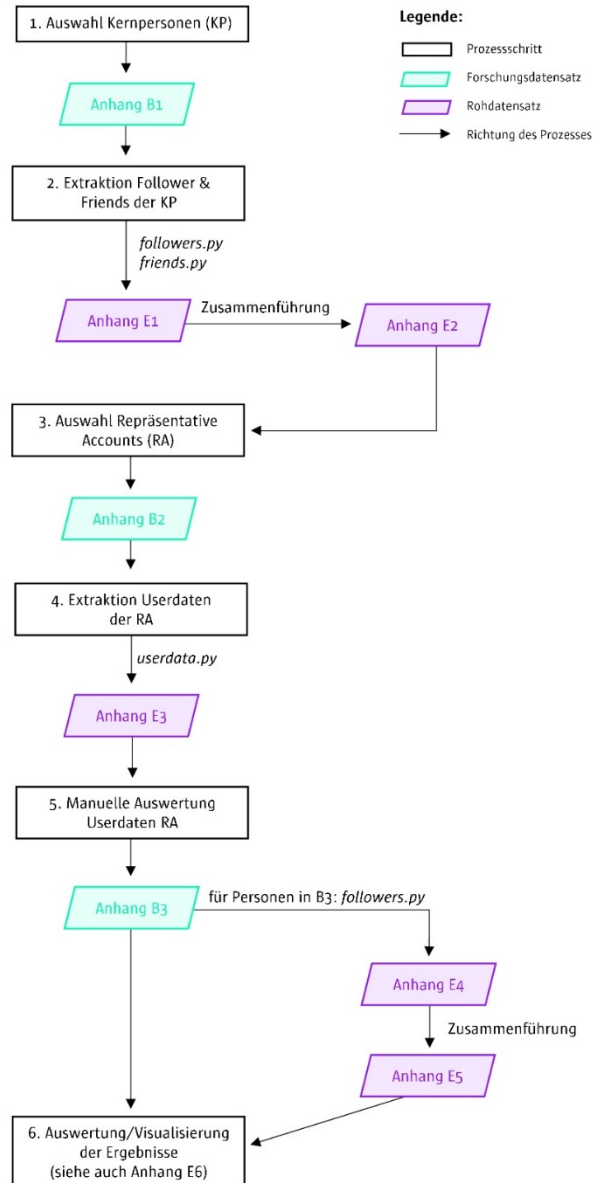 1. Auswahl Kernpersonen (KP)
Anhang B1
2. Extraktion Follower &
Friends der KP
followers.py
friends.py
Anhang E1
Zusammenführung
Anhang E2
3. Auswahl Repräsentative
Accounts (RA)
Anhang B2
4. Extraktion Userdaten
der RA
userdata.py
Anhang E3
5. Manuelle Auswertung
Userdaten RA
Anhang B3
für Personen in B3: followers.py
Anhang E4
Zusammenführung
Anhang E5
6. Auswertung/Visualisierung
der Ergebnisse
(siehe auch Anhang E6)
Legende:
Prozessschritt
Forschungsdatensatz
Rohdatensatz
Richtung des Prozesses